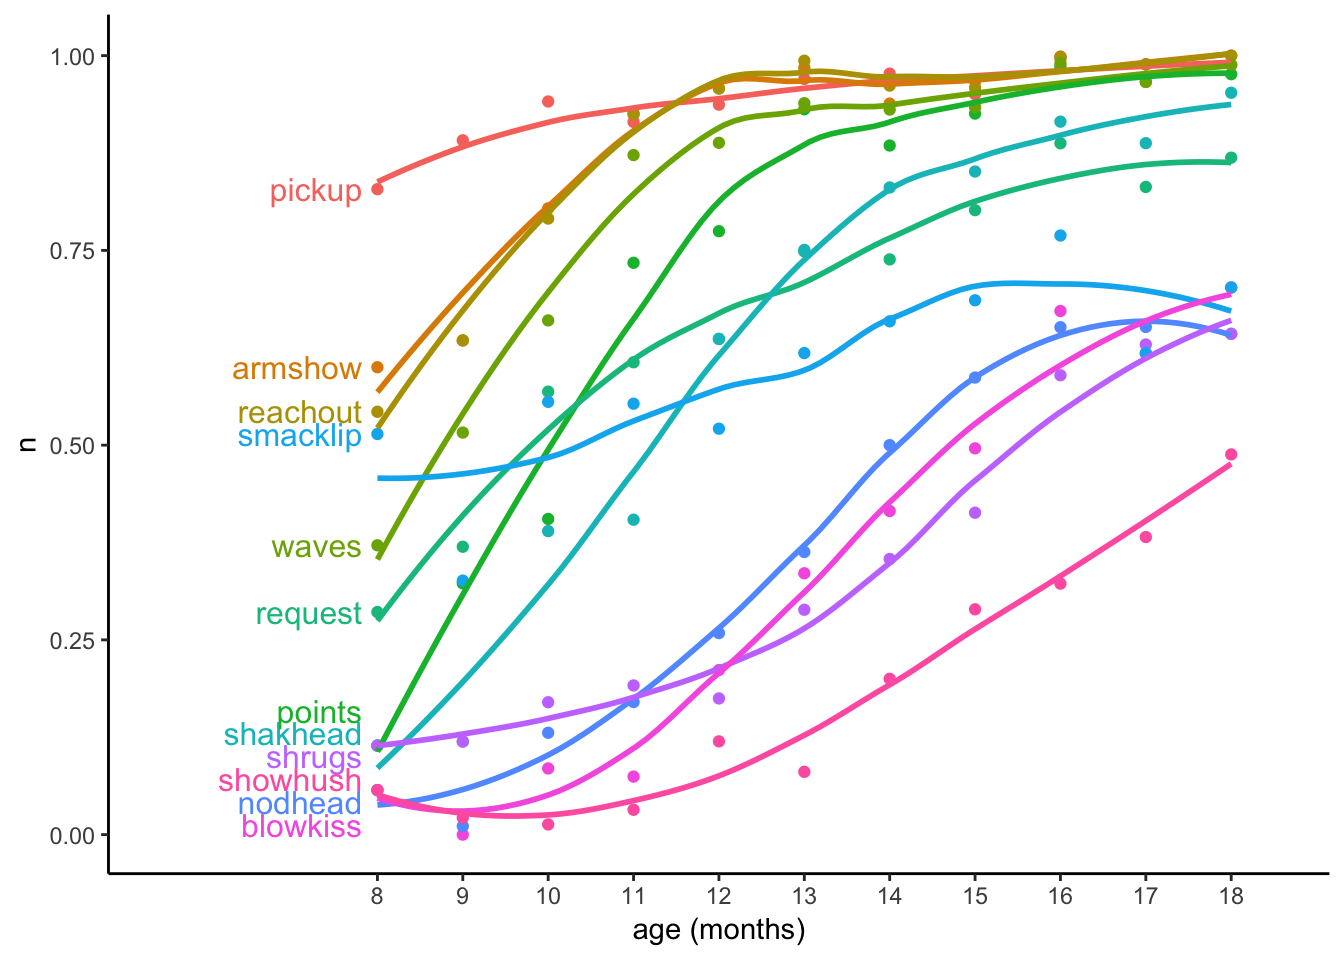 1.00
0.75
0.50
0.25
0.00
n
pickup
armshow
reachout
smacklip
waves
request
points
shakhead
shrugs
showhush
nodhead
blowkiss
8 9 10 11 12 13 14 15 16 17 18
age (months)